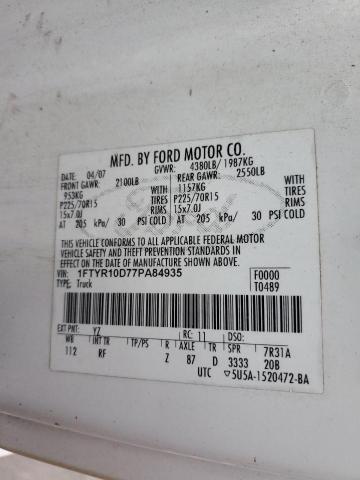 MFD. BY FORD MOTOR CO.
DATE: 04/07 GVWR: 4380LB/ 1987KG
FRONT GAWR: 2100LB REAR GAWR: 2550LB
953KG WITH 1157KG WITH
P225/70R15 TIRES P225/70R15 TIRES
15x7.0J RIMS 15x7.0J RIMS
AT 205 kPa/ 30 PSI COLD AT 205 kPa/ 30 PSI COLD
THIS VEHICLE CONFORMS TO ALL APPLICABLE FEDERAL MOTOR
VEHICLE SAFETY AND THEFT PREVENTION STANDARDS IN
EFFECT ON THE DATE OF MANUFACTURE SHOWN ABOVE.
VIN: 1FTYR10D77PA84935 F0000
TYPE: Truck T0489
EXT PNT: YZ RC: 11 DSO:
WB INT TR TP/PS R AXLE TR SPR 7R31A
112 RF Z 87 D 3333 20B
UTC 5U5A-1520472-BA
Ford